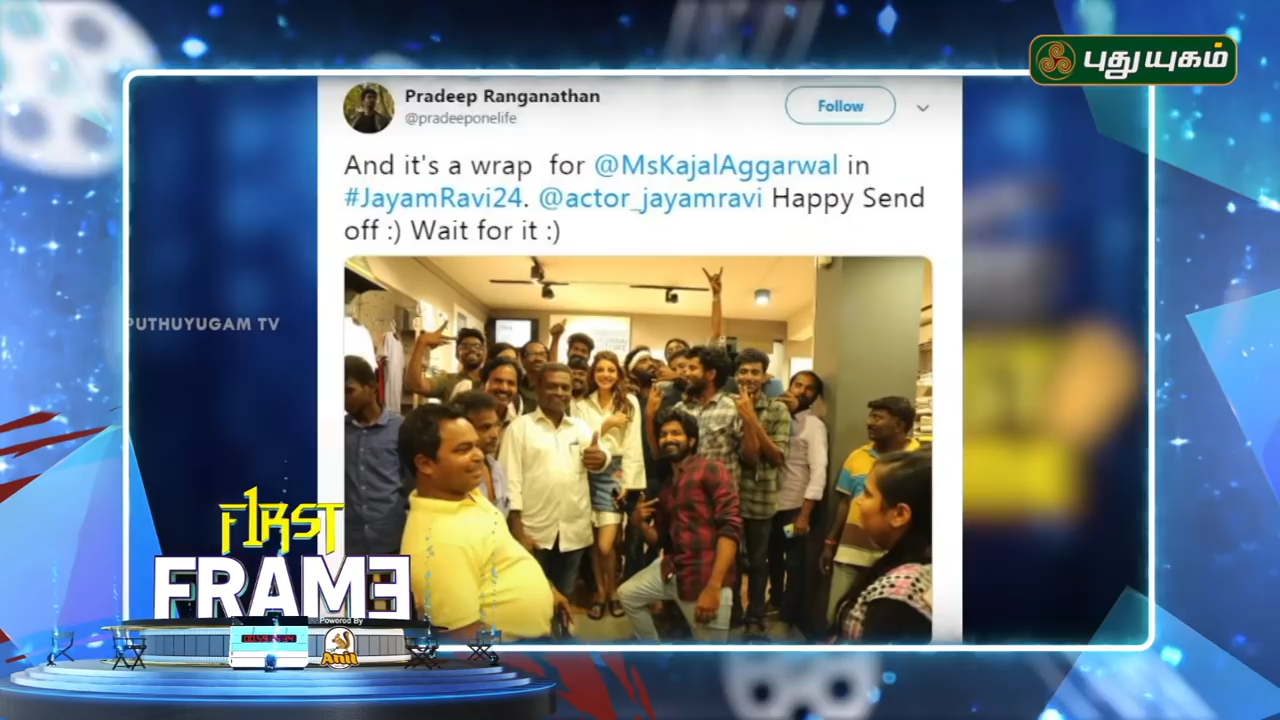 புதுயுகம்
Pradeep Ranganathan
@pradeeponelife
Follow
And it's a wrap for @MsKajalAggarwal in
#JayamRavi24. @actor_jayamravi Happy Send
off :) Wait for it :)
PUTHUYUGAM TV
F1RST
FRAME
Powered By
Anil